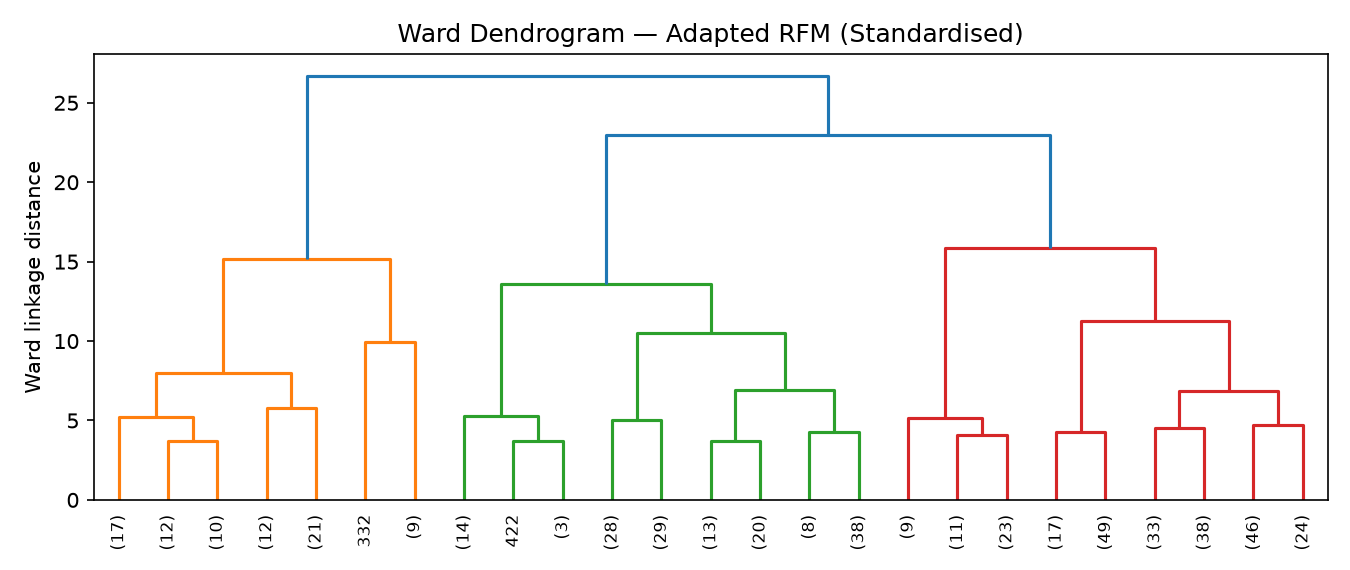 Ward Dendrogram — Adapted RFM (Standardised)
Ward linkage distance
25
20
15
10
5
0
(17) (12) (10) (12) (21) 332 (9) (14) 422 (3) (28) (29) (13) (20) (8) (38) (9) (11) (23) (17) (49) (33) (38) (46) (24)